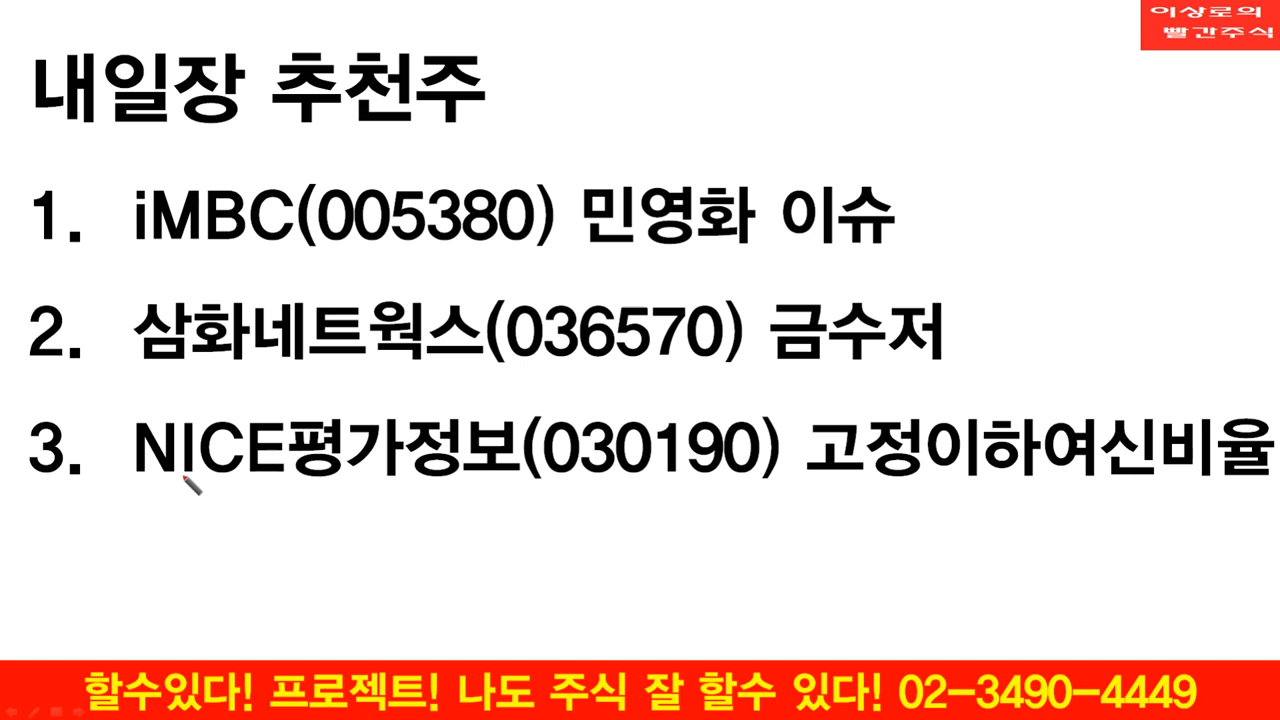 이상로의
빨간주식
내일장 추천주
1. iMBC(005380) 민영화 이슈
2. 삼화네트웍스(036570) 금수저
3. NICE평가정보(030190) 고정이하여신비율
할수있다! 프로젝트! 나도 주식 잘 할수 있다! 02-3490-4449